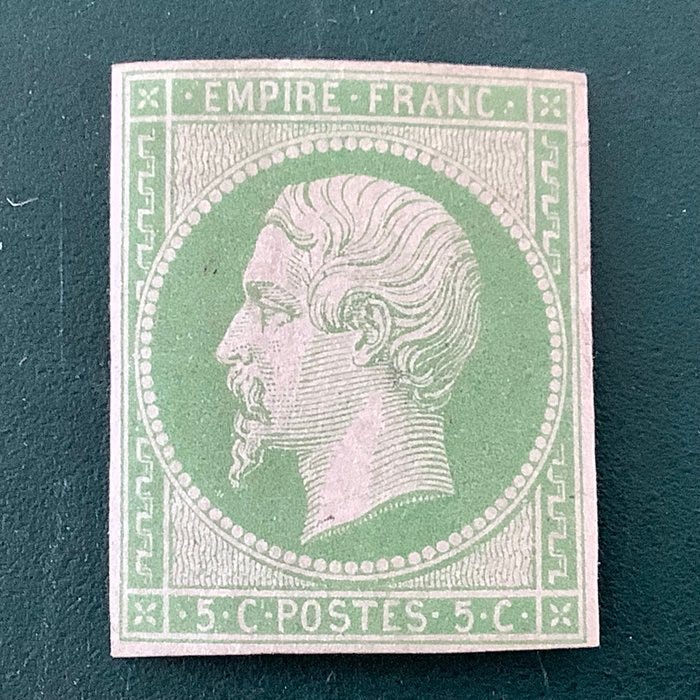 · EMPIRE · FRANC ·
· 5 · C · POSTES · 5 · C ·